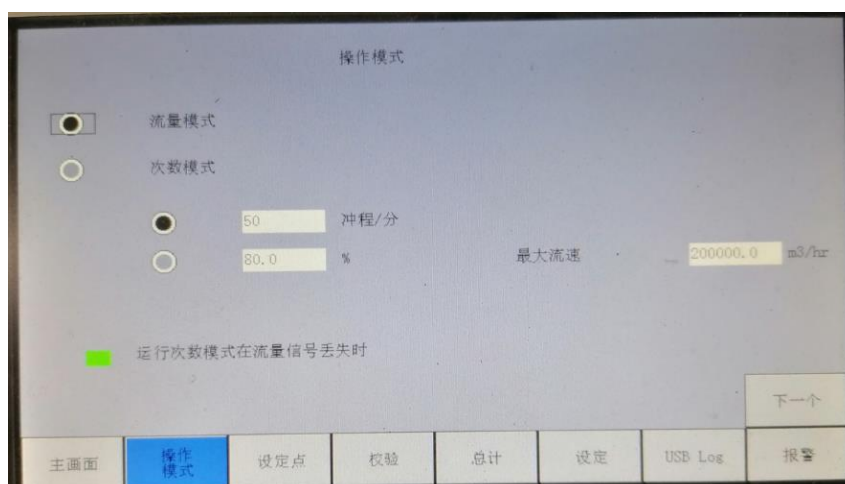 操作模式
流量模式
次数模式
50 冲程/分
80.0 % 最大流速 200000.0 m3/hr
运行次数模式在流量信号丢失时
下一个
主画面 操作模式 设定点 校验 总计 设定 USB Log 报警